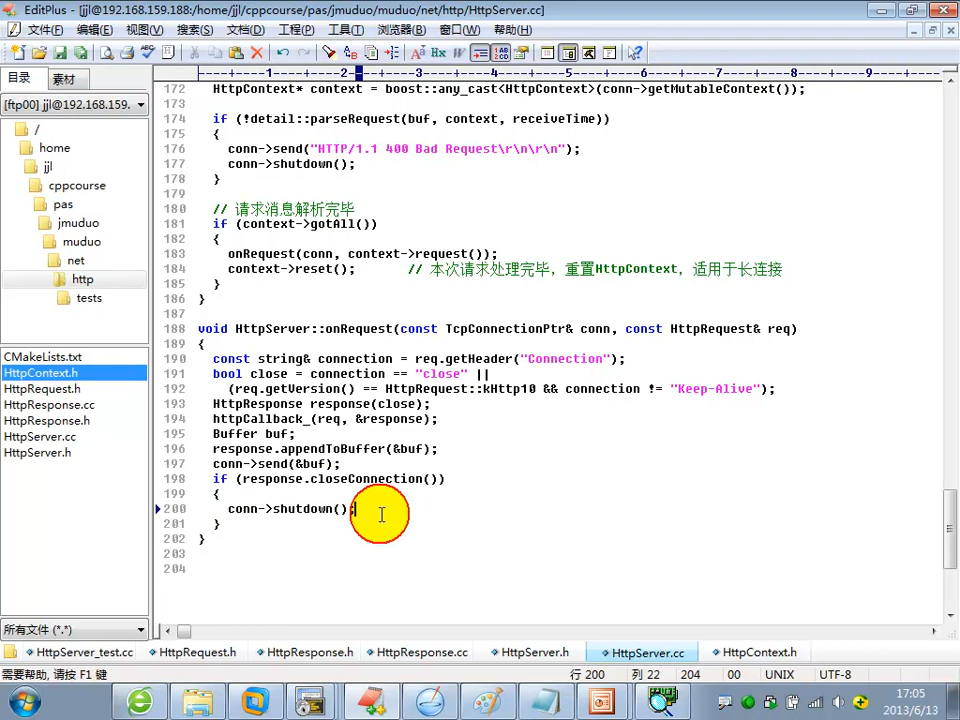 EditPlus - [jjl@192.168.159.188:/home/jjl/cppcourse/pas/jmuduo/muduo/net/http/HttpServer.cc]
文件(F) 编辑(E) 视图(V) 搜索(S) 文档(D) 工程(P) 工具(T) 浏览器(B) 窗口(W) 帮助(H)
目录 素材
[ftp00] jjl@192.168.159.
/
home
jjl
cppcourse
pas
jmuduo
muduo
net
http
tests
CMakeLists.txt
HttpContext.h
HttpRequest.h
HttpResponse.cc
HttpResponse.h
HttpServer.cc
HttpServer.h
所有文件 (*.*)
----+----1----+----2----+----3----+----4----+----5----+----6----+----7----+----8----+----9----+
172 HttpContext* context = boost::any_cast<HttpContext>(conn->getMutableContext());
173
174 if (!detail::parseRequest(buf, context, receiveTime))
175 {
176 conn->send("HTTP/1.1 400 Bad Request\r\n\r\n");
177 conn->shutdown();
178 }
179
180 // 请求消息解析完毕
181 if (context->gotAll())
182 {
183 onRequest(conn, context->request());
184 context->reset(); // 本次请求处理完毕，重置HttpContext，适用于长连接
185 }
186 }
187
188 void HttpServer::onRequest(const TcpConnectionPtr& conn, const HttpRequest& req)
189 {
190 const string& connection = req.getHeader("Connection");
191 bool close = connection == "close" ||
192 (req.getVersion() == HttpRequest::kHttp10 && connection != "Keep-Alive");
193 HttpResponse response(close);
194 httpCallback_(req, &response);
195 Buffer buf;
196 response.appendToBuffer(&buf);
197 conn->send(&buf);
198 if (response.closeConnection())
199 {
200 conn->shutdown();
201 }
202 }
203
204
HttpServer_test.cc HttpRequest.h HttpResponse.h HttpResponse.cc HttpServer.h HttpServer.cc HttpContext.h
需要帮助, 请按 F1 键 行 200 列 22 204 00 UNIX UTF-8
17:05
2013/6/13